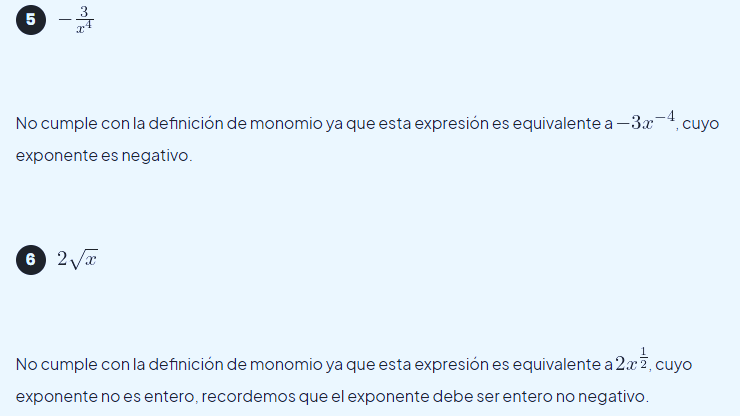 5 $-\frac{3}{x^4}$
No cumple con la definición de monomio ya que esta expresión es equivalente a $-3x^{-4}$, cuyo
exponente es negativo.
6 $2\sqrt{x}$
No cumple con la definición de monomio ya que esta expresión es equivalente a $2x^{\frac{1}{2}}$, cuyo
exponente no es entero, recordemos que el exponente debe ser entero no negativo.